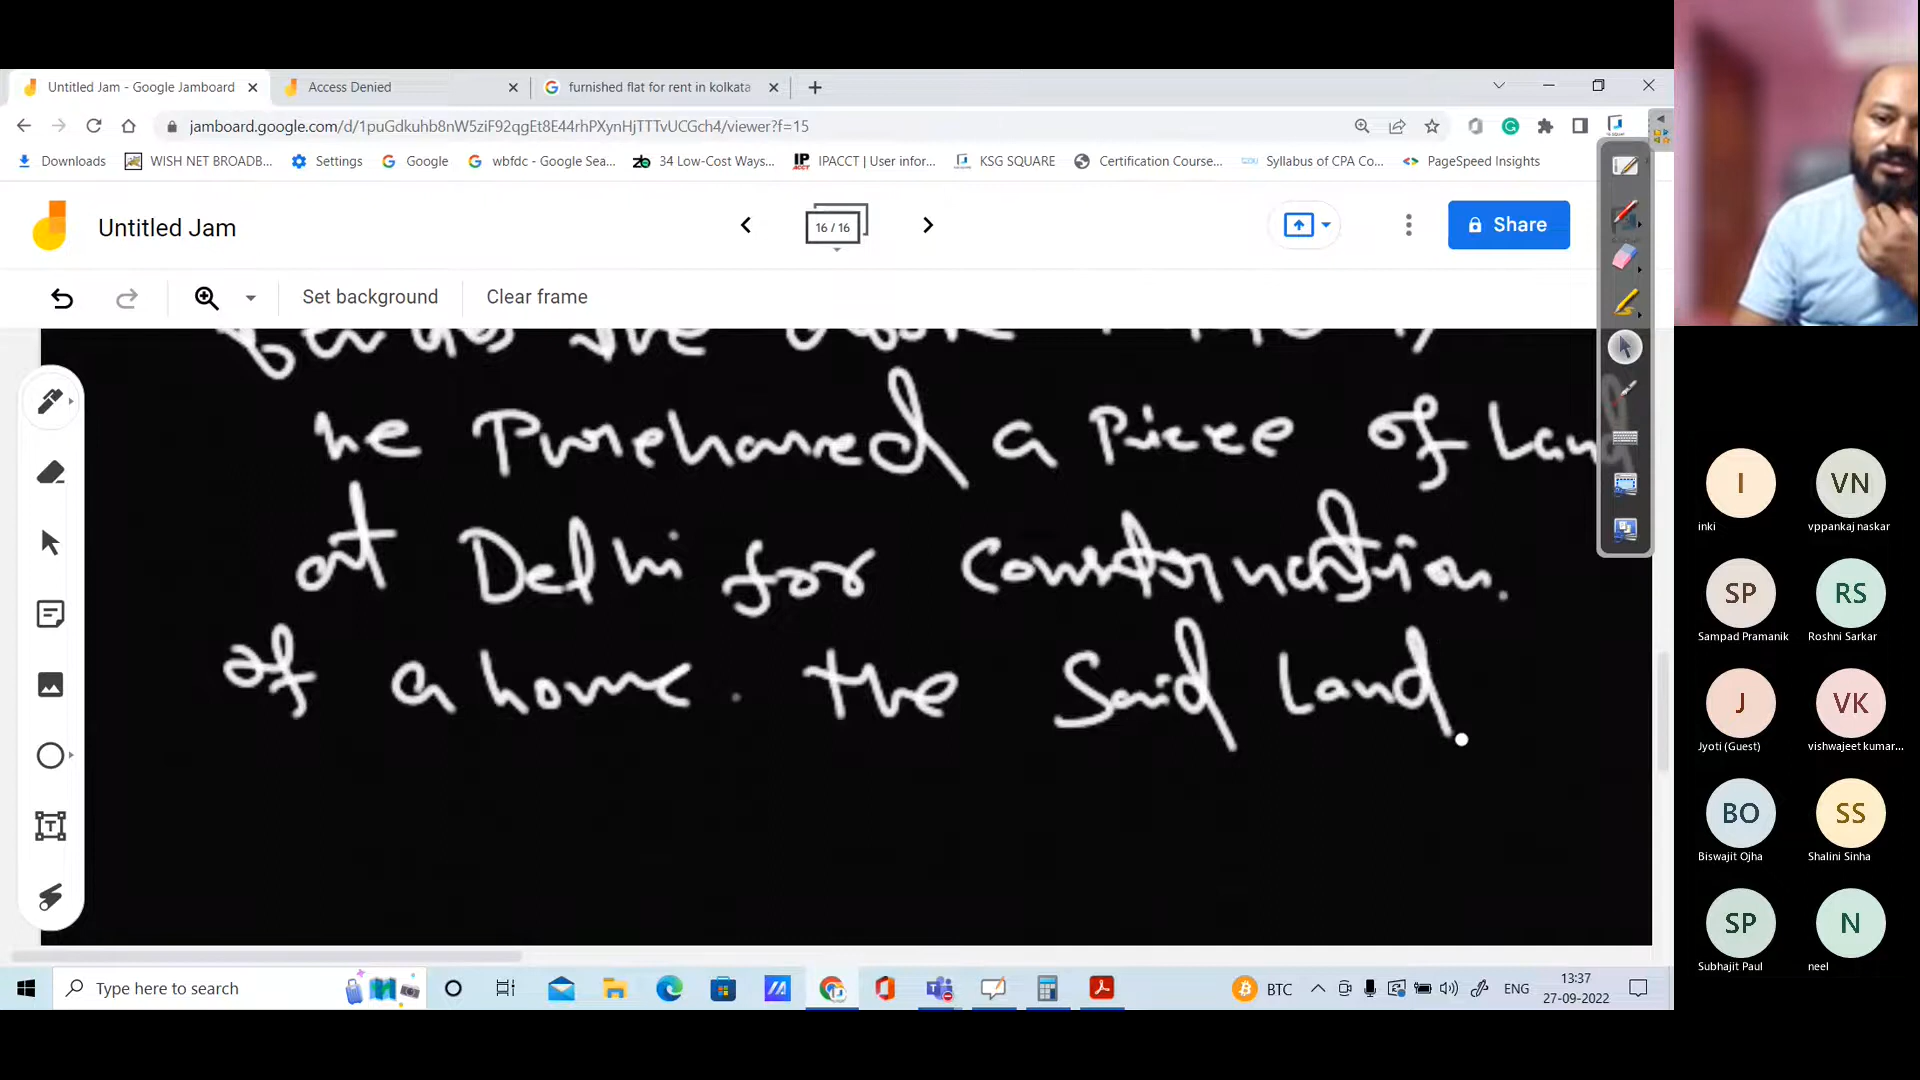 Untitled Jam - Google Jamboard
Access Denied
furnished flat for rent in kolkata
jamboard.google.com/d/1puGdkuhb8nW5ziF92qgEt8E44rhPXynHjTTTvUCGch4/viewer?f=15
Downloads WISH NET BROADB... Settings Google wbfdc - Google Sea... 34 Low-Cost Ways... IPACCT | User infor... KSG SQUARE Certification Course... Syllabus of CPA Co... PageSpeed Insights
Untitled Jam
16 / 16
Share
Set background Clear frame
the above
he Purchased a Piece of Land
at Delhi for Construction.
of a home. the Said Land
I VN
inki vppankaj naskar
SP RS
Sampad Pramanik Roshni Sarkar
J VK
Jyoti (Guest) vishwajeet kumar...
BO SS
Biswajit Ojha Shalini Sinha
SP N
Subhajit Paul neel
Type here to search
BTC ENG
13:37
27-09-2022